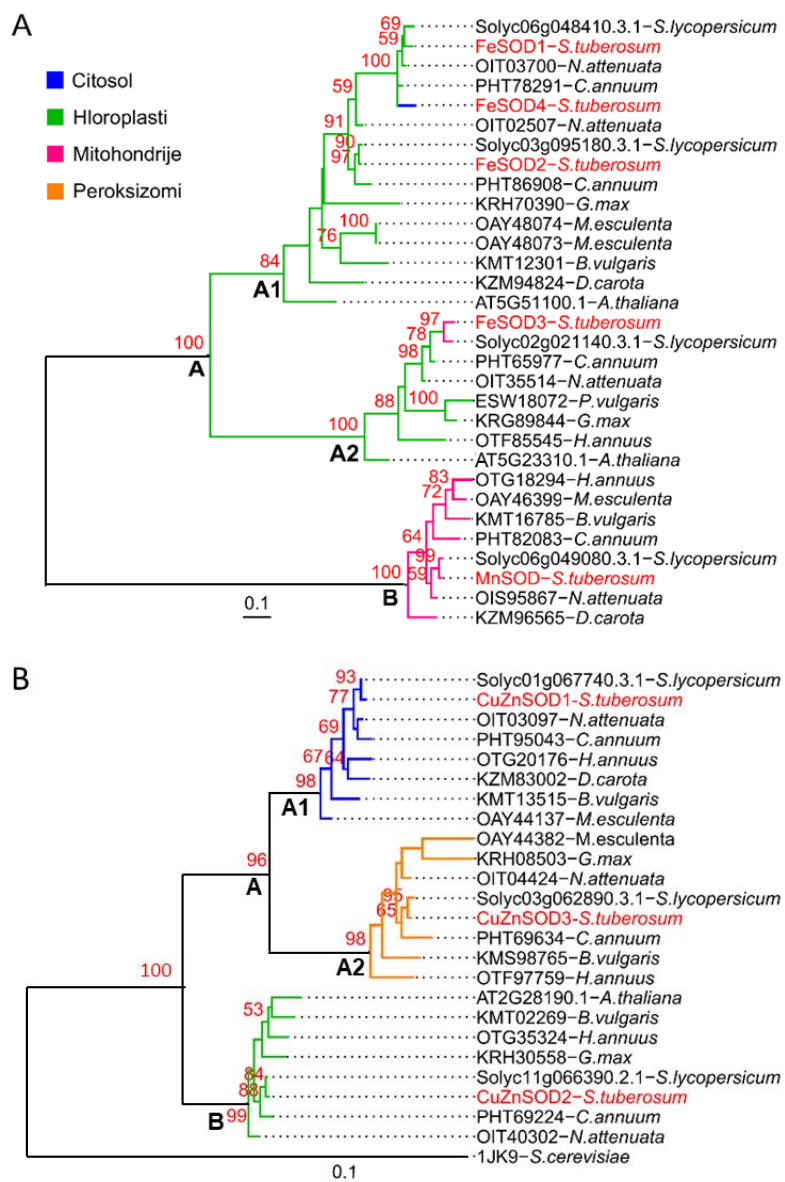 A
Citosol
Hloroplasti
Mitohondrije
Peroksizomi
69
Solyc06g048410.3.1−S.lycopersicum
59
FeSOD1−S.tuberosum
100
OIT03700−N.attenuata
PHT78291−C.annuum
59
FeSOD4−S.tuberosum
91
OIT02507−N.attenuata
90
Solyc03g095180.3.1−S.lycopersicum
97
FeSOD2−S.tuberosum
PHT86908−C.annuum
KRH70390−G.max
100
OAY48074−M.esculenta
76
OAY48073−M.esculenta
84
KMT12301−B.vulgaris
A1
KZM94824−D.carota
AT5G51100.1−A.thaliana
97
FeSOD3−S.tuberosum
78
Solyc02g021140.3.1−S.lycopersicum
100
98
PHT65977−C.annuum
A
OIT35514−N.attenuata
88
100
ESW18072−P.vulgaris
100
KRG89844−G.max
OTF85545−H.annuus
A2
AT5G23310.1−A.thaliana
83
OTG18294−H.annuus
72
OAY46399−M.esculenta
KMT16785−B.vulgaris
64
PHT82083−C.annuum
99
Solyc06g049080.3.1−S.lycopersicum
100
59
MnSOD−S.tuberosum
B
OIS95867−N.attenuata
0.1
KZM96565−D.carota
B
93
Solyc01g067740.3.1−S.lycopersicum
77
CuZnSOD1-S.tuberosum
69
OIT03097−N.attenuata
PHT95043−C.annuum
67
64
OTG20176−H.annuus
98
KZM83002−D.carota
A1
KMT13515−B.vulgaris
OAY44137−M.esculenta
OAY44382−M.esculenta
96
KRH08503−G.max
A
OIT04424−N.attenuata
95
Solyc03g062890.3.1−S.lycopersicum
65
CuZnSOD3-S.tuberosum
98
PHT69634−C.annuum
A2
KMS98765−B.vulgaris
100
OTF97759−H.annuus
AT2G28190.1−A.thaliana
53
KMT02269−B.vulgaris
OTG35324−H.annuus
KRH30558−G.max
84
Solyc11g066390.2.1−S.lycopersicum
88
CuZnSOD2−S.tuberosum
B
99
PHT69224−C.annuum
OIT40302−N.attenuata
1JK9−S.cerevisiae
0.1